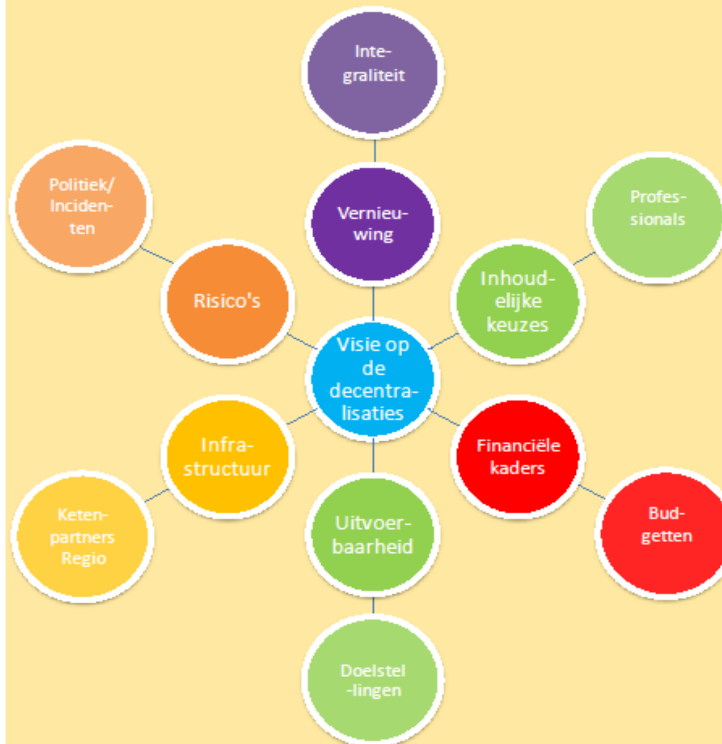 Inte-
graliteit
Politiek/
Inciden-
ten
Vernieu-
wing
Profes-
sionals
Risico's
Inhoud-
elijke
keuzes
Visie op
de
decentra-
lisaties
Infra-
structuur
Financiële
kaders
Keten-
partners
Regio
Uitvoer-
baarheid
Bud-
getten
Doelstel
-lingen